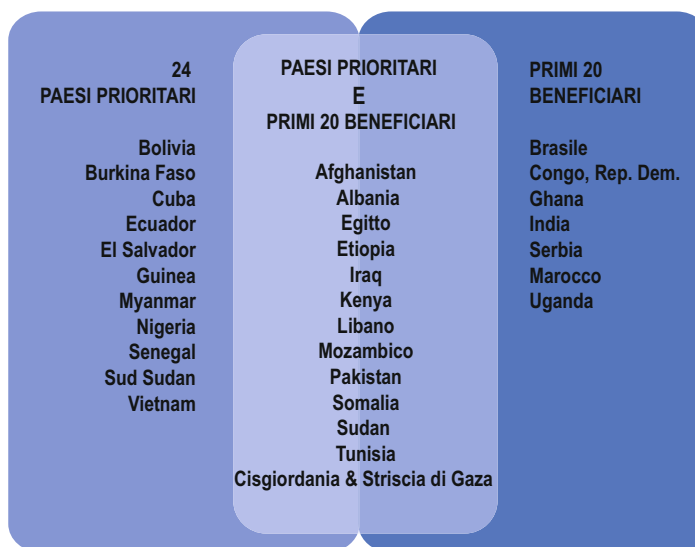 24
PAESI PRIORITARI
Bolivia
Burkina Faso
Cuba
Ecuador
El Salvador
Guinea
Myanmar
Nigeria
Senegal
Sud Sudan
Vietnam
PAESI PRIORITARI
E
PRIMI 20 BENEFICIARI
Afghanistan
Albania
Egitto
Etiopia
Iraq
Kenya
Libano
Mozambico
Pakistan
Somalia
Sudan
Tunisia
Cisgiordania & Striscia di Gaza
PRIMI 20
BENEFICIARI
Brasile
Congo, Rep. Dem.
Ghana
India
Serbia
Marocco
Uganda